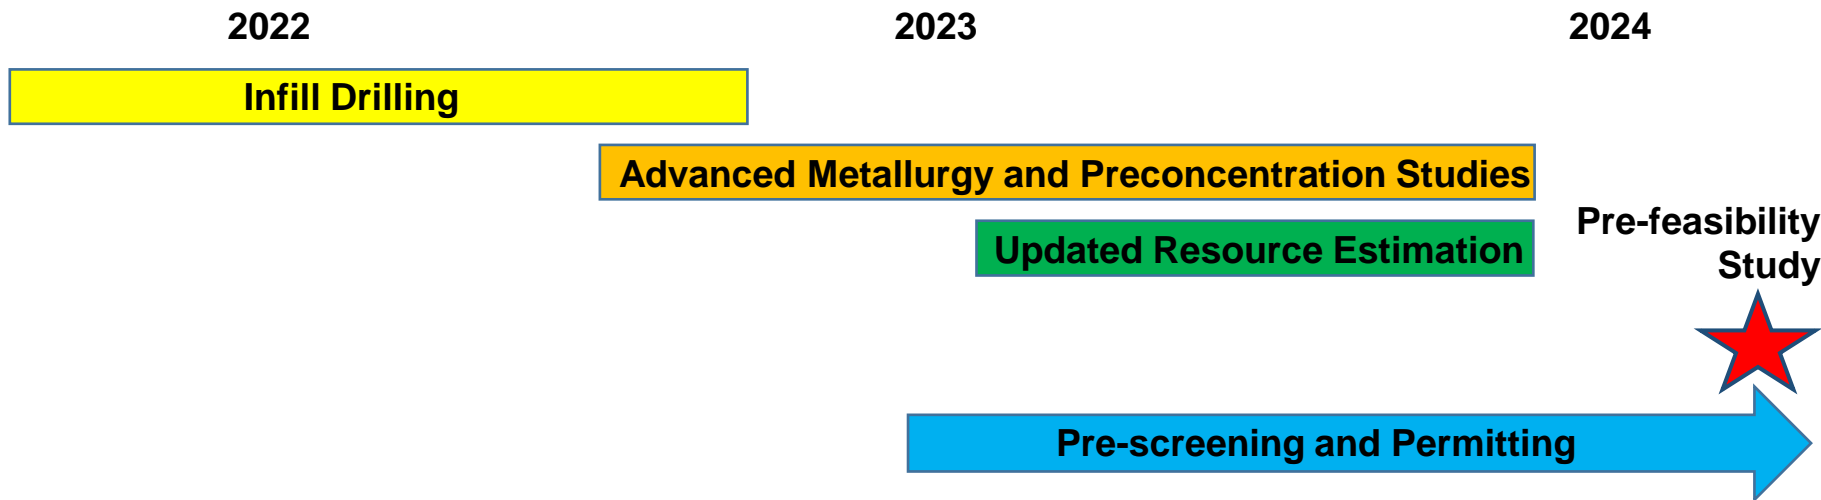 2022
2023
2024
Infill Drilling
Advanced Metallurgy and Preconcentration Studies
Updated Resource Estimation
Pre-feasibility
Study
Pre-screening and Permitting